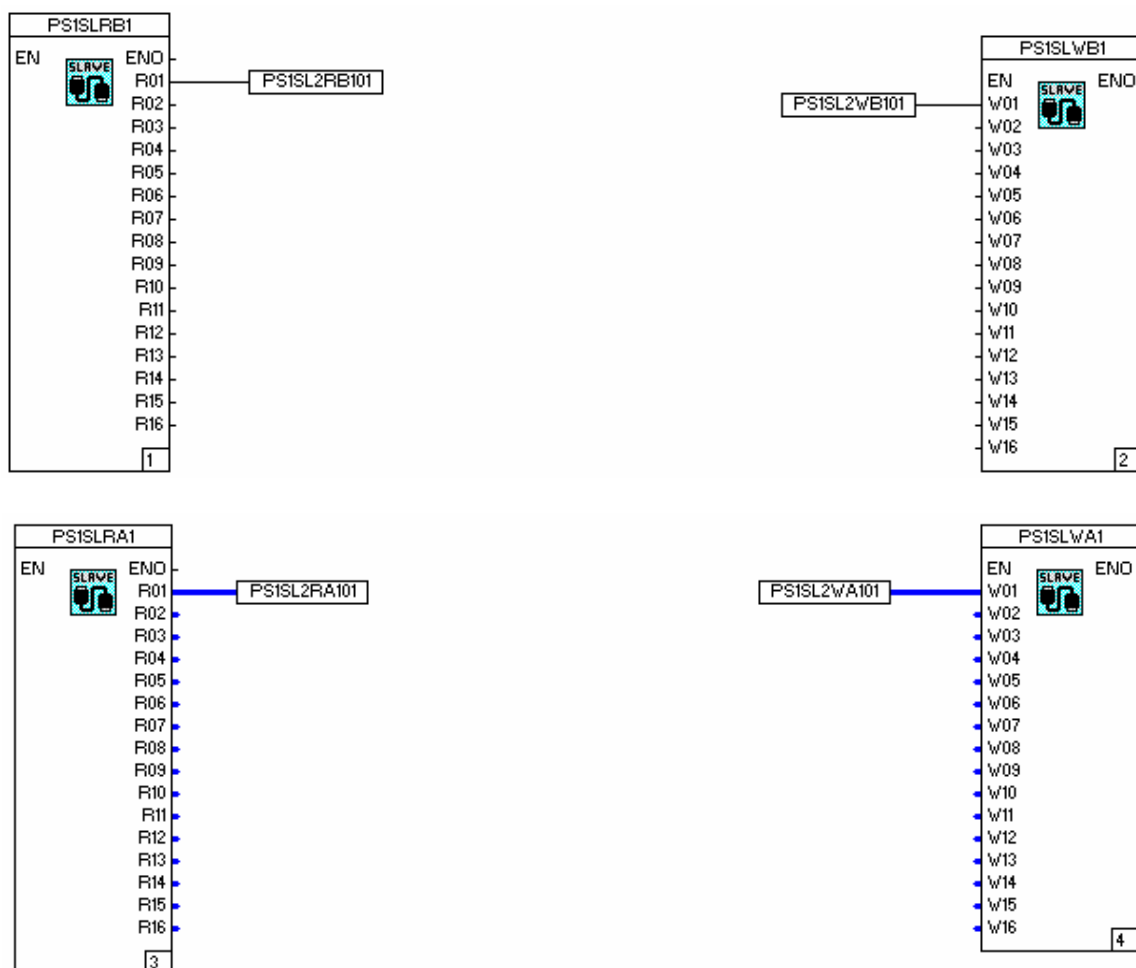 PS1SLRB1
EN
SLAVE
ENO
R01
PS1SL2RB101
R02
R03
R04
R05
R06
R07
R08
R09
R10
R11
R12
R13
R14
R15
R16
1
PS1SLWB1
EN
SLAVE
ENO
PS1SL2WB101
W01
W02
W03
W04
W05
W06
W07
W08
W09
W10
W11
W12
W13
W14
W15
W16
2
PS1SLRA1
EN
SLAVE
ENO
R01
PS1SL2RA101
R02
R03
R04
R05
R06
R07
R08
R09
R10
R11
R12
R13
R14
R15
R16
3
PS1SLWA1
EN
SLAVE
ENO
PS1SL2WA101
W01
W02
W03
W04
W05
W06
W07
W08
W09
W10
W11
W12
W13
W14
W15
W16
4